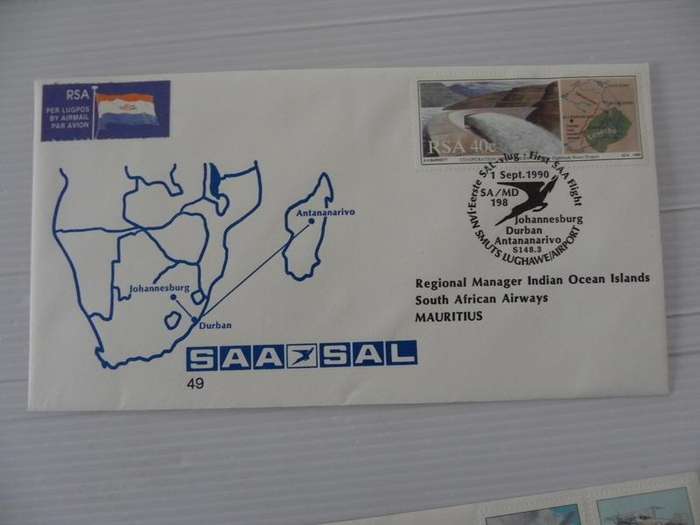 RSA
PER LUGPOS
BY AIRMAIL
PAR AVION
RSA 40c
JAN SMUTS LUGHAWE/AIRPORT
Eerste SAL-vlug · First SAA Flight
1 Sept. 1990
SA/MD
198
Johannesburg
Durban
Antananarivo
S148.3
Antananarivo
Johannesburg
Durban
Regional Manager Indian Ocean Islands
South African Airways
MAURITIUS
SAA SAL
49